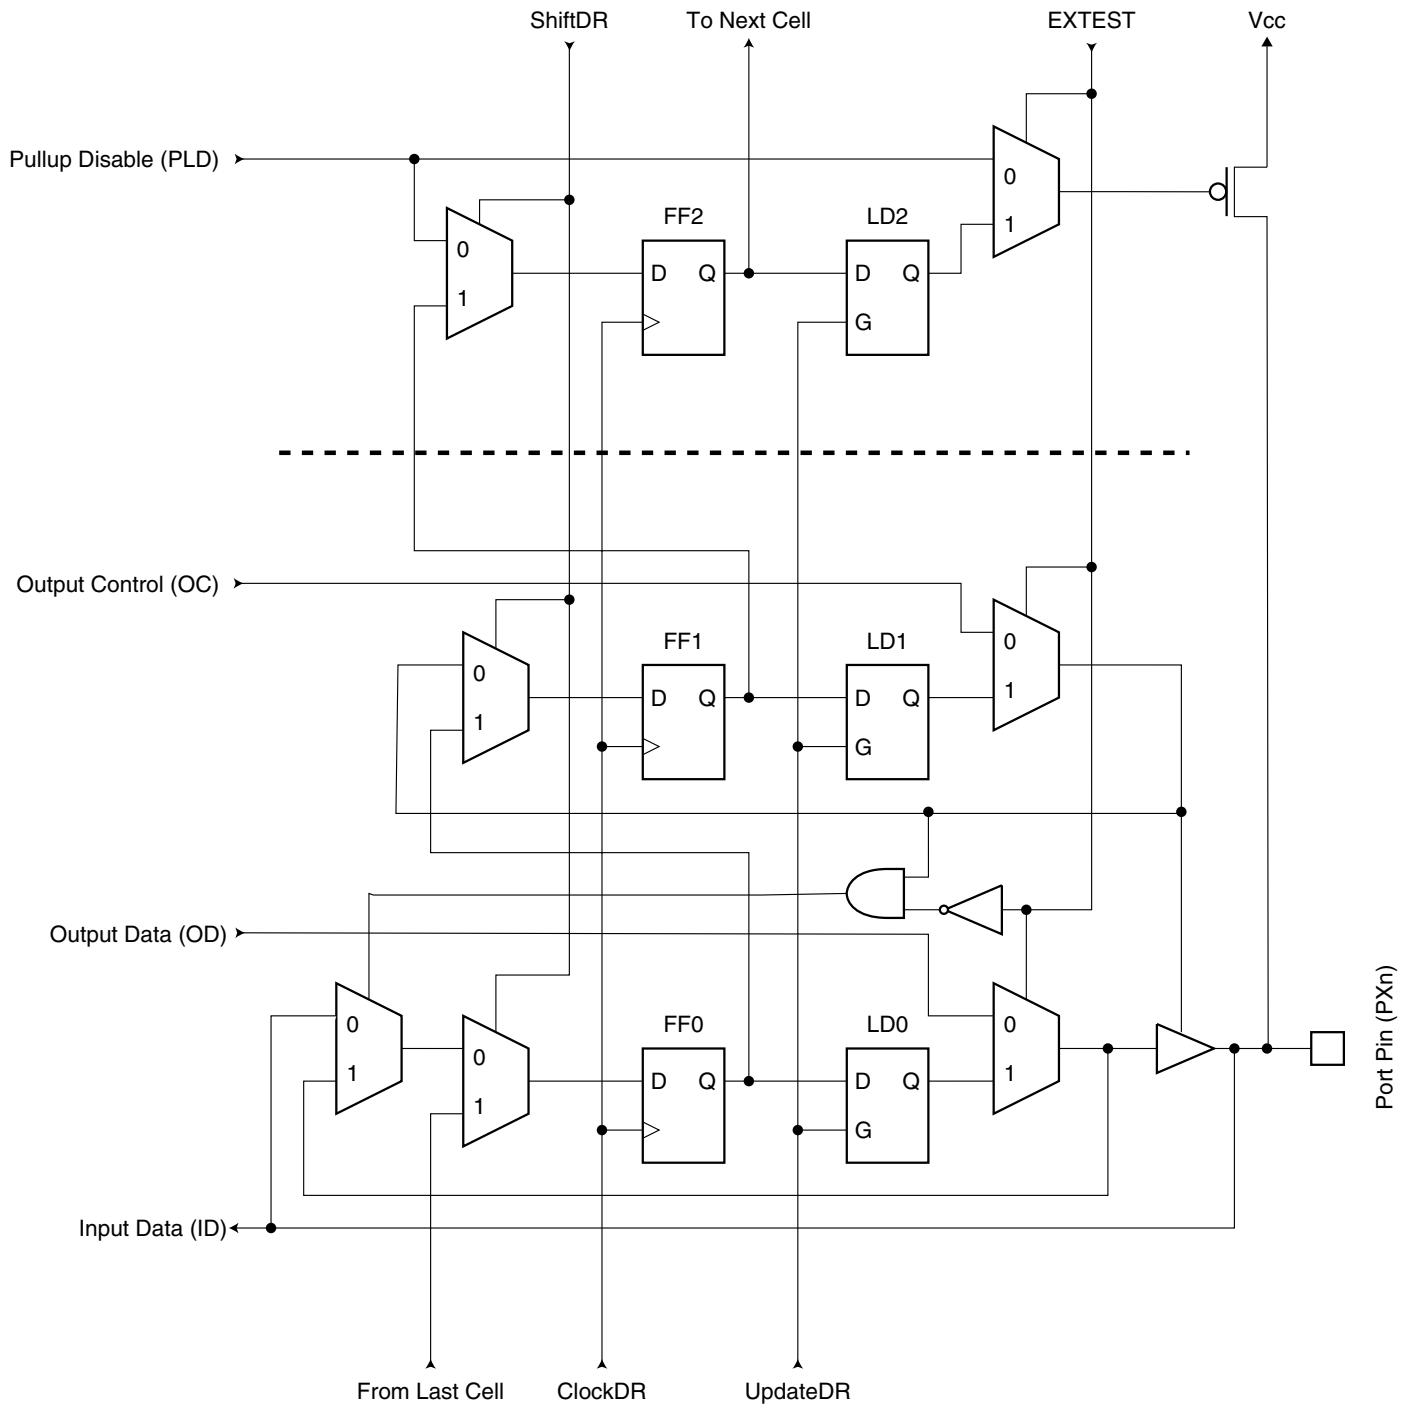 ShiftDR To Next Cell EXTEST Vcc
Pullup Disable (PLD)
0
1
FF2
D Q
LD2
D Q
G
0
1
Output Control (OC)
0
1
FF1
D Q
LD1
D Q
G
0
1
Output Data (OD)
0
1
0
1
FF0
D Q
LD0
D Q
G
0
1
Port Pin (PXn)
Input Data (ID)
From Last Cell ClockDR UpdateDR